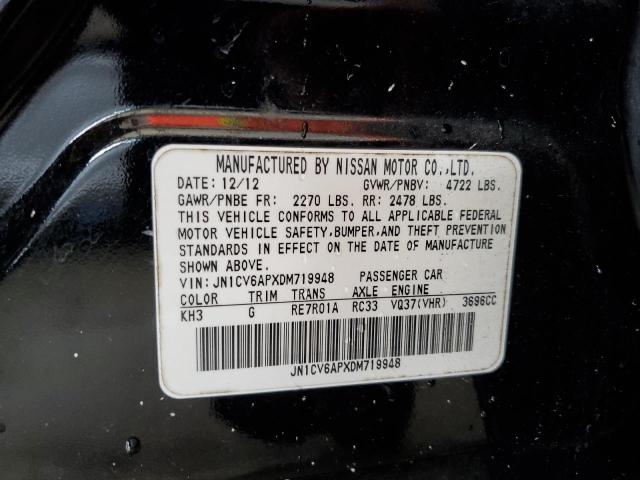 MANUFACTURED BY NISSAN MOTOR CO.,LTD.
DATE: 12/12 GVWR/PNBV: 4722 LBS.
GAWR/PNBE FR: 2270 LBS. RR: 2478 LBS.
THIS VEHICLE CONFORMS TO ALL APPLICABLE FEDERAL
MOTOR VEHICLE SAFETY,BUMPER,AND THEFT PREVENTION
STANDARDS IN EFFECT ON THE DATE OF MANUFACTURE
SHOWN ABOVE.
VIN: JN1CV6APXDM719948 PASSENGER CAR
COLOR TRIM TRANS AXLE ENGINE
KH3 G RE7R01A RC33 VQ37(VHR) 3696CC
JN1CV6APXDM719948